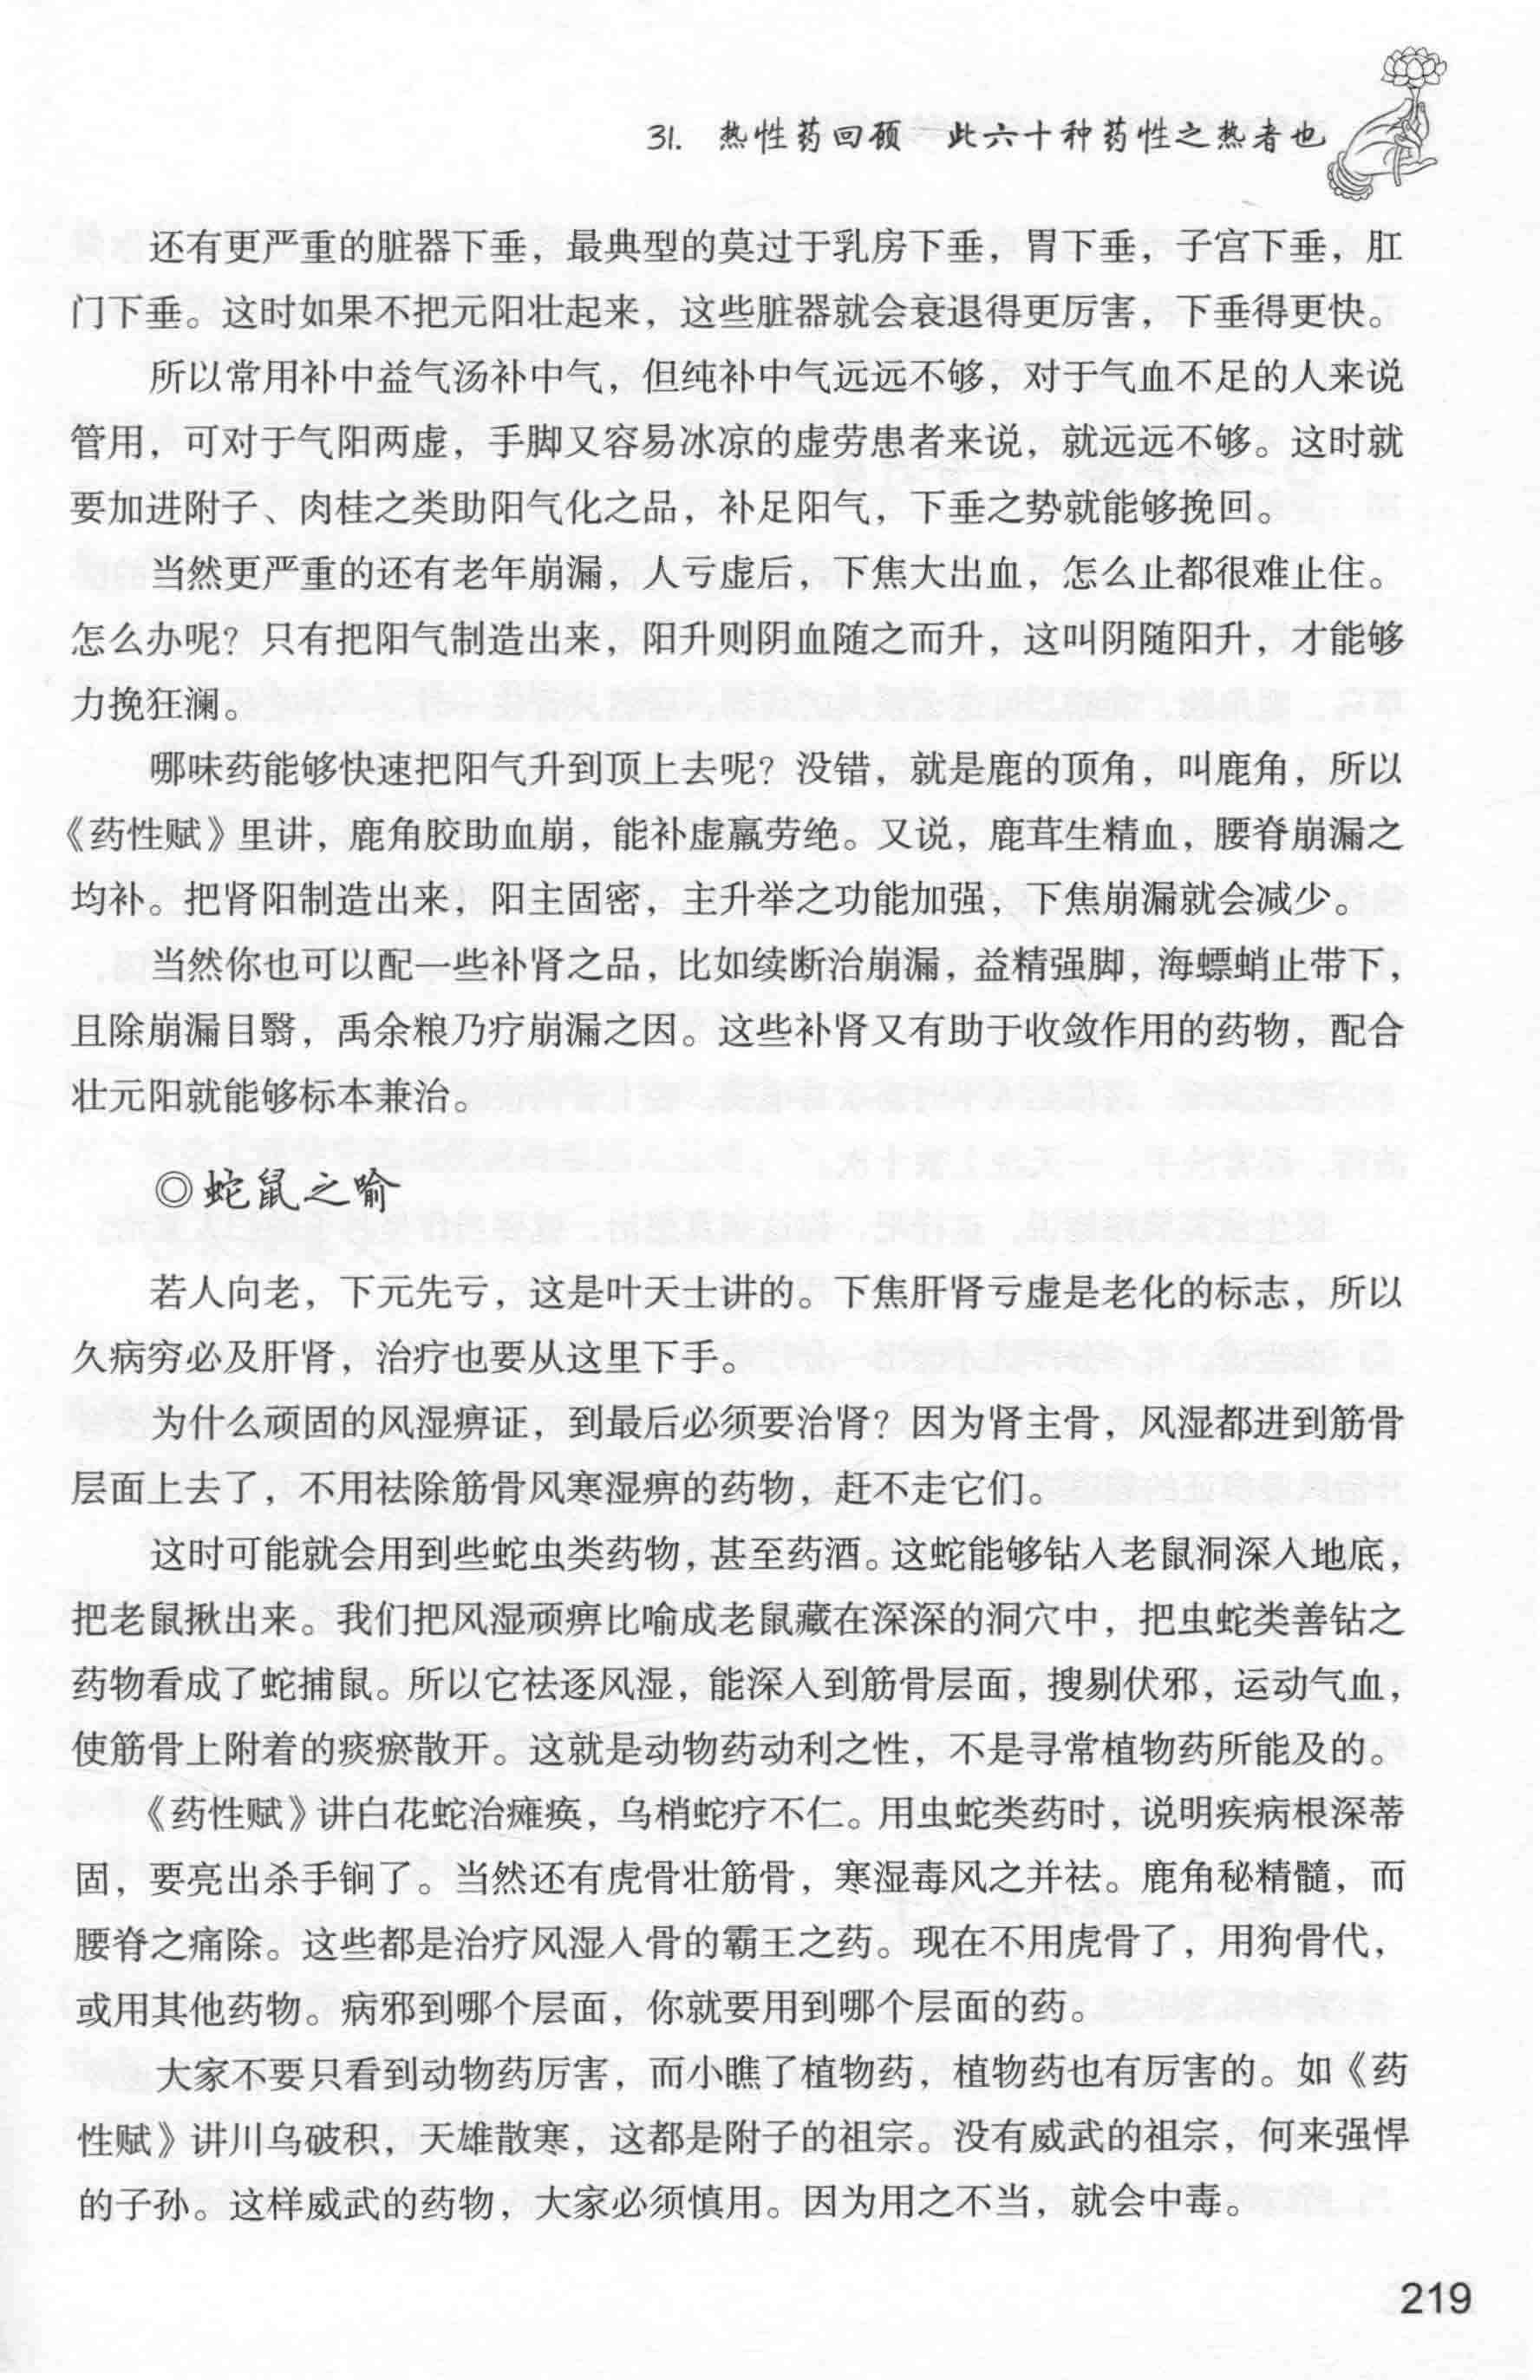 31. 热性药回顾 此六十种药性之热者也
还有更严重的脏器下垂，最典型的莫过于乳房下垂，胃下垂，子宫下垂，肛
门下垂。这时如果不把元阳壮起来，这些脏器就会衰退得更厉害，下垂得更快。
所以常用补中益气汤补中气，但纯补中气远远不够，对于气血不足的人来说
管用，可对于气阳两虚，手脚又容易冰凉的虚劳患者来说，就远远不够。这时就
要加进附子、肉桂之类助阳气化之品，补足阳气，下垂之势就能够挽回。
当然更严重的还有老年崩漏，人亏虚后，下焦大出血，怎么止都很难止住。
怎么办呢？只有把阳气制造出来，阳升则阴血随之而升，这叫阴随阳升，才能够
力挽狂澜。
哪味药能够快速把阳气升到顶上去呢？没错，就是鹿的顶角，叫鹿角，所以
《药性赋》里讲，鹿角胶助血崩，能补虚羸劳绝。又说，鹿茸生精血，腰脊崩漏之
均补。把肾阳制造出来，阳主固密，主升举之功能加强，下焦崩漏就会减少。
当然你也可以配一些补肾之品，比如续断治崩漏，益精强脚，海螵蛸止带下，
且除崩漏目翳，禹余粮乃疗崩漏之因。这些补肾又有助于收敛作用的药物，配合
壮元阳就能够标本兼治。
◎蛇鼠之喻
若人向老，下元先亏，这是叶天士讲的。下焦肝肾亏虚是老化的标志，所以
久病穷必及肝肾，治疗也要从这里下手。
为什么顽固的风湿痹证，到最后必须要治肾？因为肾主骨，风湿都进到筋骨
层面上去了，不用祛除筋骨风寒湿痹的药物，赶不走它们。
这时可能就会用到些蛇虫类药物，甚至药酒。这蛇能够钻入老鼠洞深入地底，
把老鼠揪出来。我们把风湿顽痹比喻成老鼠藏在深深的洞穴中，把虫蛇类善钻之
药物看成了蛇捕鼠。所以它祛逐风湿，能深入到筋骨层面，搜剔伏邪，运动气血，
使筋骨上附着的痰瘀散开。这就是动物药动利之性，不是寻常植物药所能及的。
《药性赋》讲白花蛇治瘫痪，乌梢蛇疗不仁。用虫蛇类药时，说明疾病根深蒂
固，要亮出杀手锏了。当然还有虎骨壮筋骨，寒湿毒风之并祛。鹿角秘精髓，而
腰脊之痛除。这些都是治疗风湿入骨的霸王之药。现在不用虎骨了，用狗骨代，
或用其他药物。病邪到哪个层面，你就要用到哪个层面的药。
大家不要只看到动物药厉害，而小瞧了植物药，植物药也有厉害的。如《药
性赋》讲川乌破积，天雄散寒，这都是附子的祖宗。没有威武的祖宗，何来强悍
的子孙。这样威武的药物，大家必须慎用。因为用之不当，就会中毒。
219